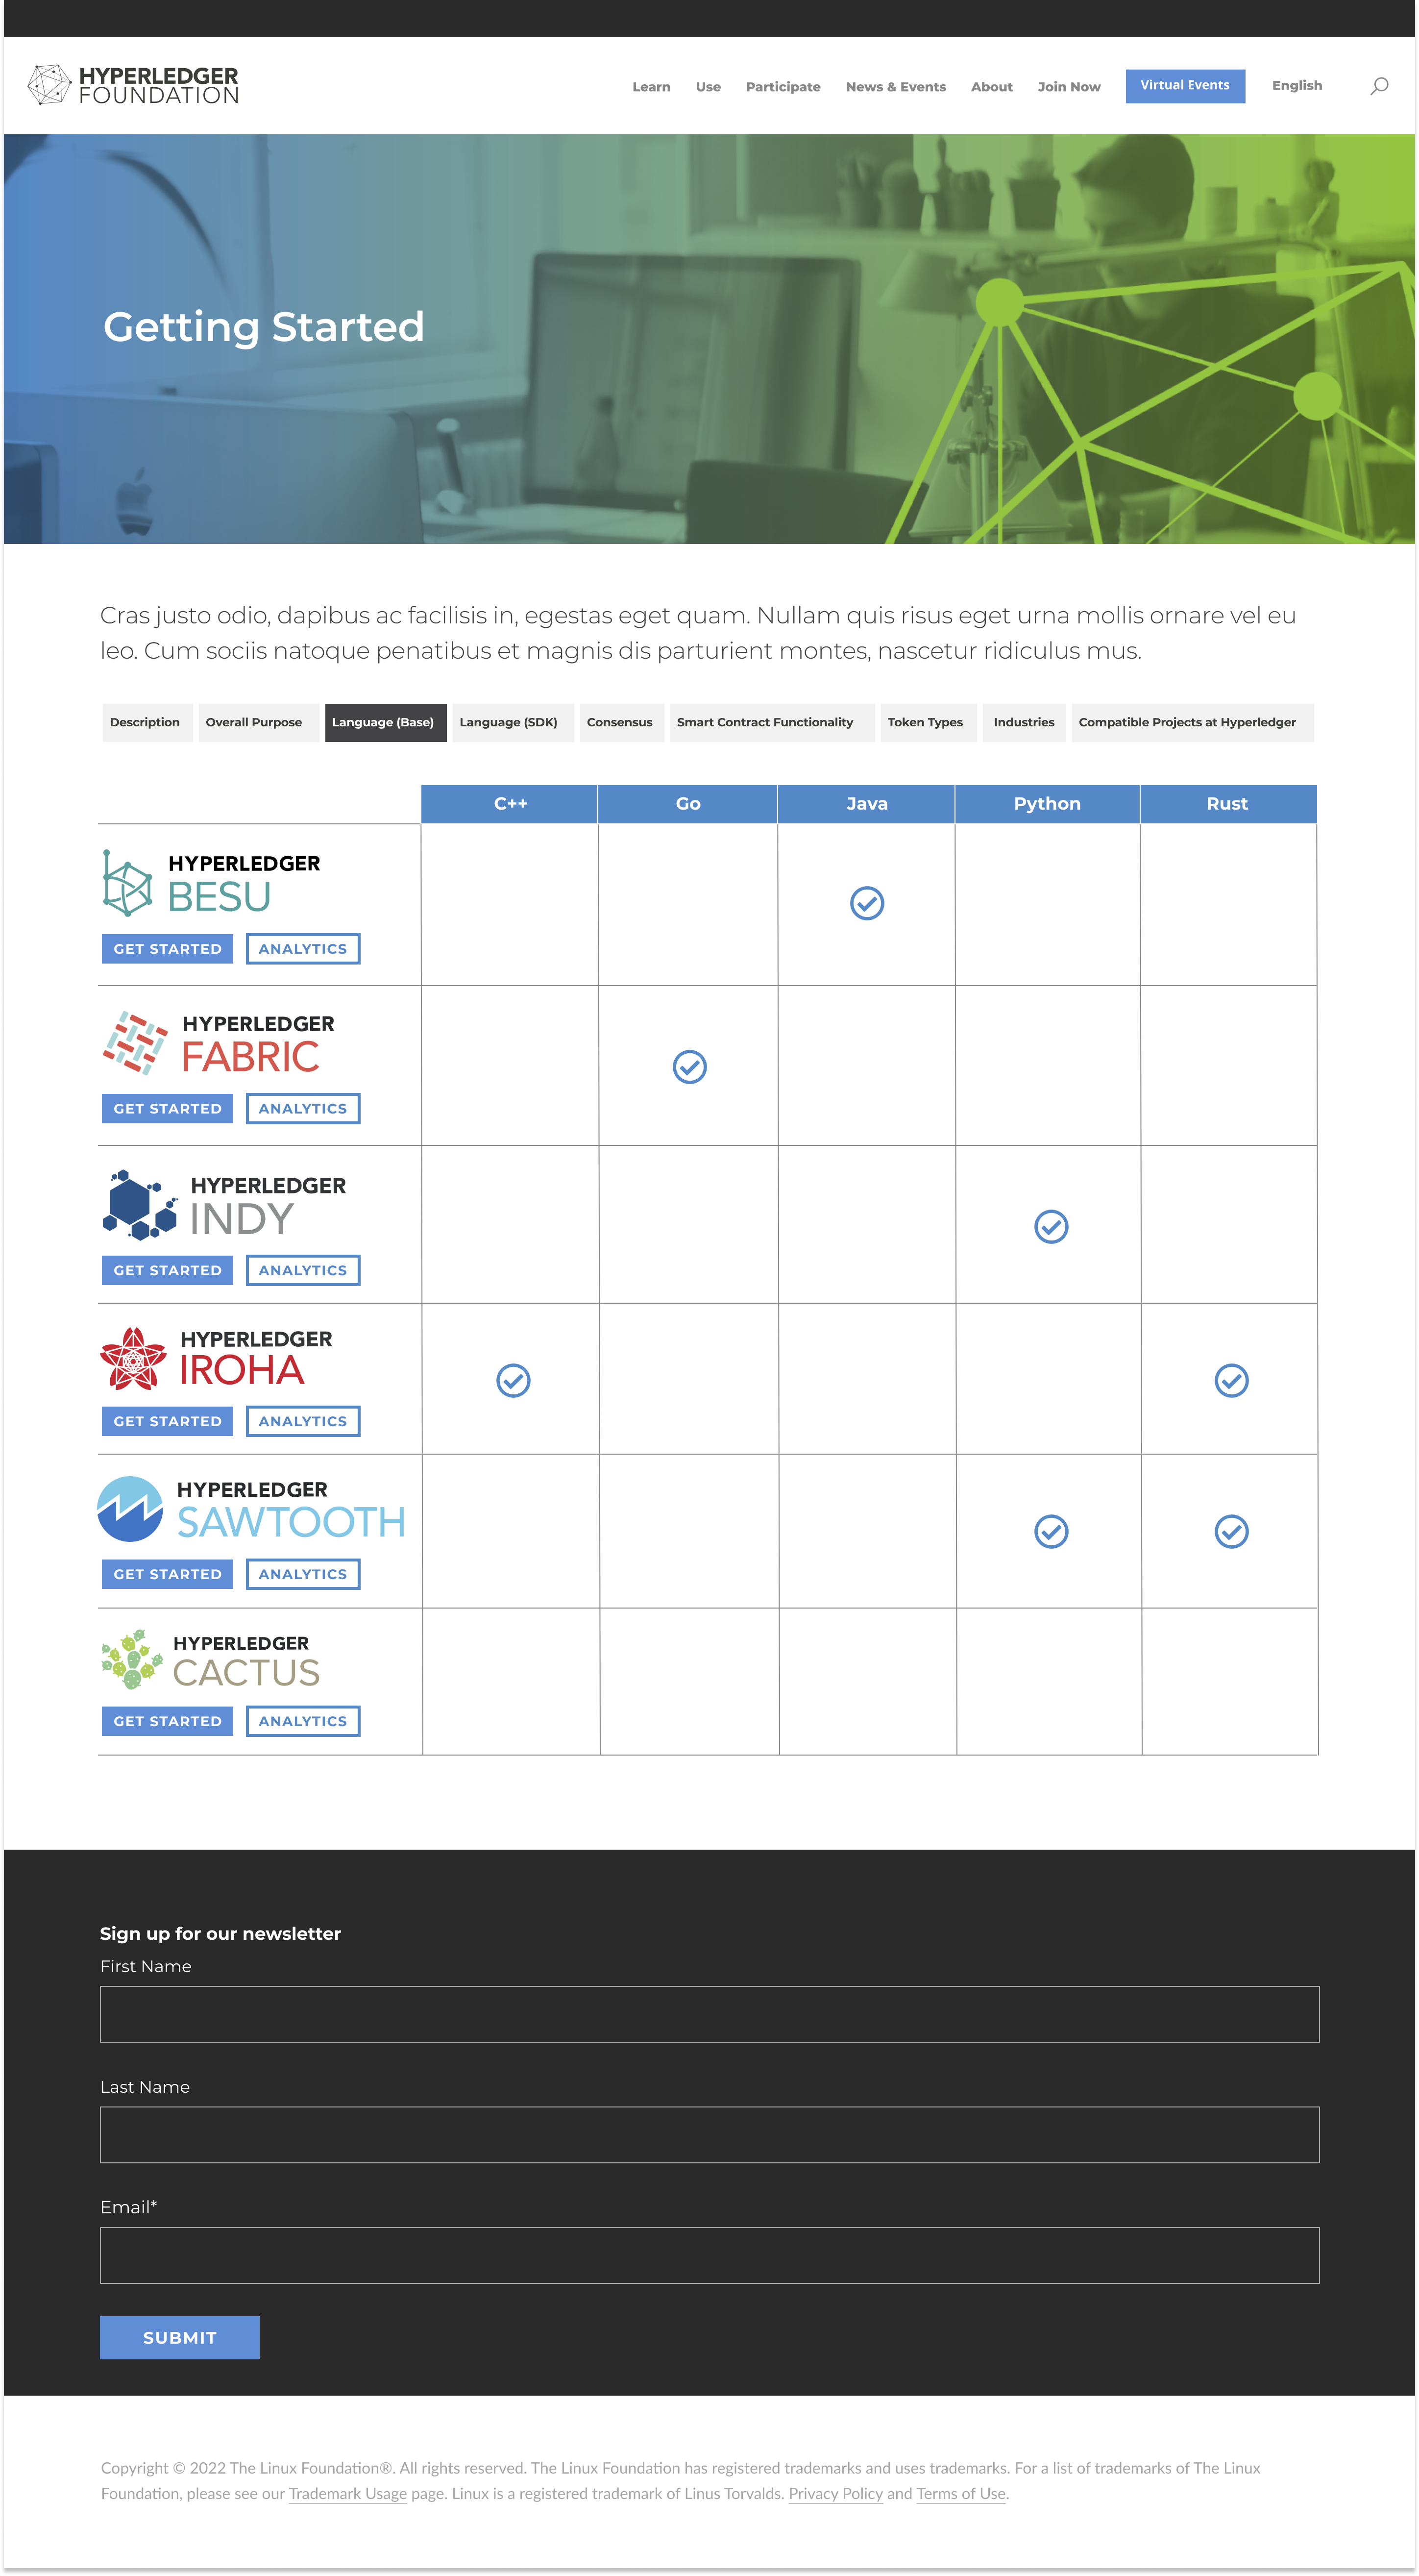 HYPERLEDGER
FOUNDATION
Learn Use Participate News & Events About Join Now Virtual Events English
Getting Started
Cras justo odio, dapibus ac facilisis in, egestas eget quam. Nullam quis risus eget urna mollis ornare vel eu
leo. Cum sociis natoque penatibus et magnis dis parturient montes, nascetur ridiculus mus.
Description Overall Purpose Language (Base) Language (SDK) Consensus Smart Contract Functionality Token Types Industries Compatible Projects at Hyperledger
C++ Go Java Python Rust
HYPERLEDGER
BESU
GET STARTED ANALYTICS
HYPERLEDGER
FABRIC
GET STARTED ANALYTICS
HYPERLEDGER
INDY
GET STARTED ANALYTICS
HYPERLEDGER
IROHA
GET STARTED ANALYTICS
HYPERLEDGER
SAWTOOTH
GET STARTED ANALYTICS
HYPERLEDGER
CACTUS
GET STARTED ANALYTICS
Sign up for our newsletter
First Name
Last Name
Email*
SUBMIT
Copyright © 2022 The Linux Foundation®. All rights reserved. The Linux Foundation has registered trademarks and uses trademarks. For a list of trademarks of The Linux
Foundation, please see our Trademark Usage page. Linux is a registered trademark of Linus Torvalds. Privacy Policy and Terms of Use.